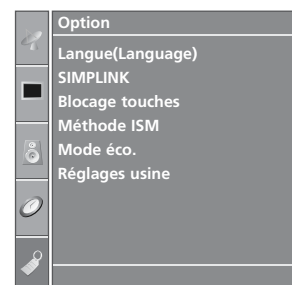 Option
Langue(Language)
SIMPLINK
Blocage touches
Méthode ISM
Mode éco.
Réglages usine